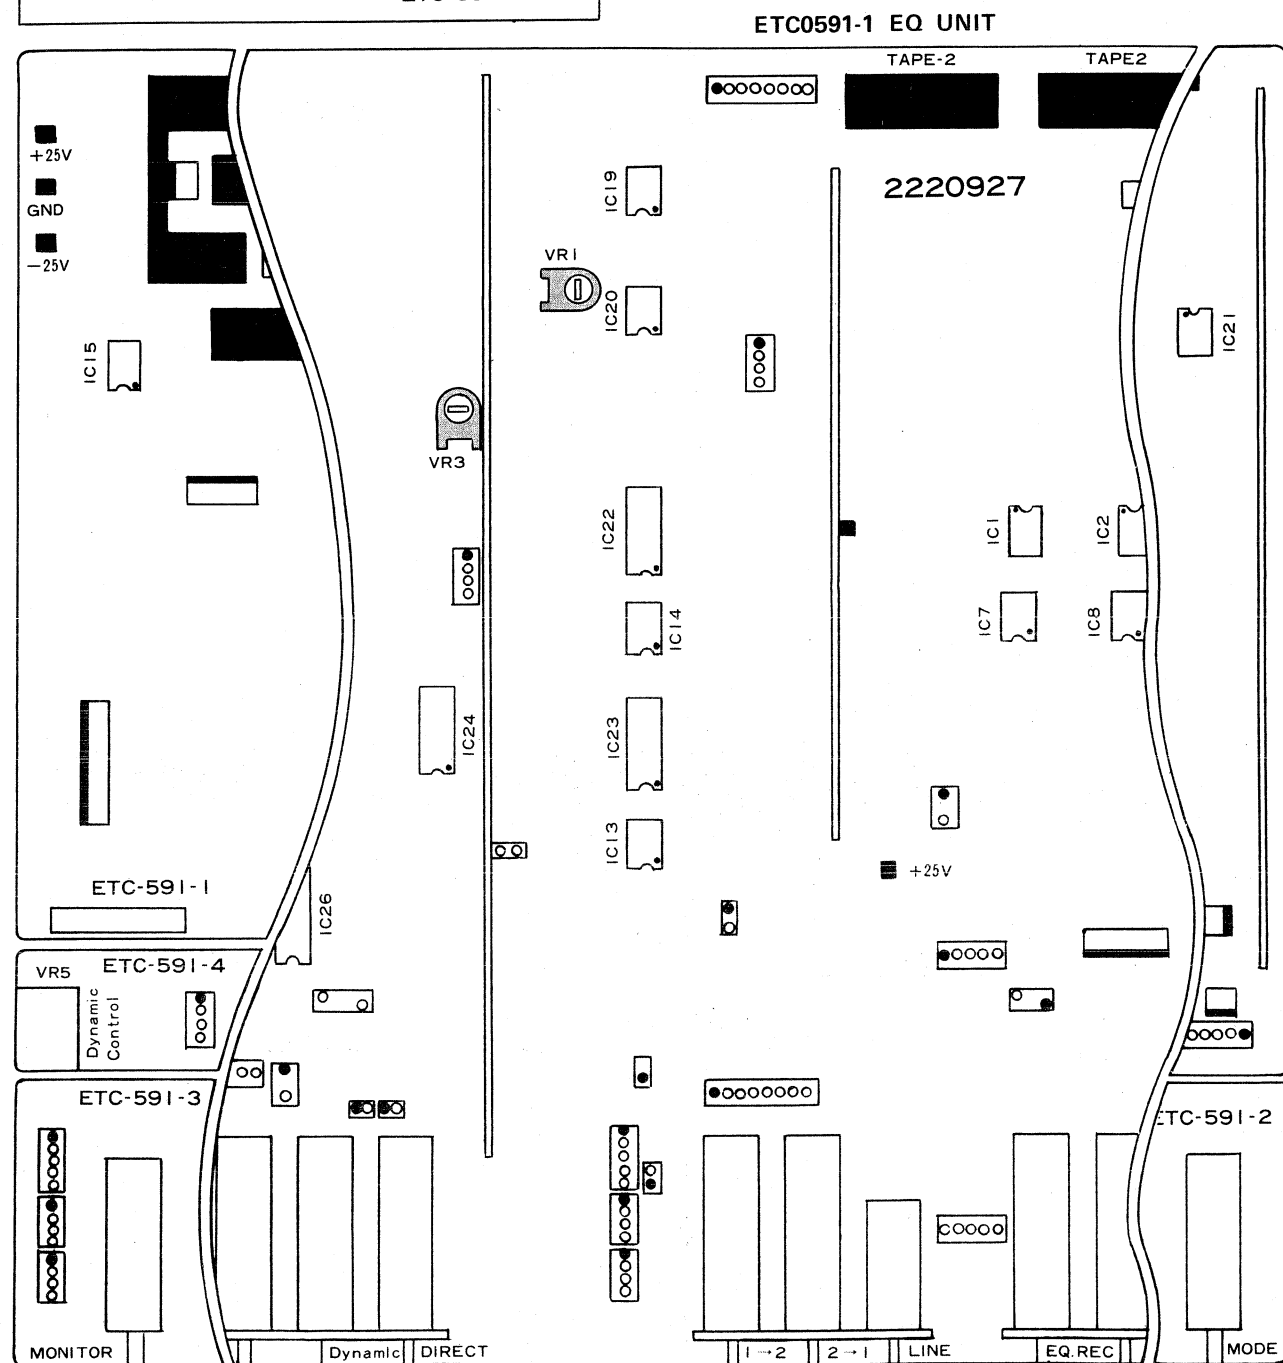 ETC0591-1 EQ UNIT
TAPE-2
TAPE2
+25V
GND
-25V
2220927
IC19
VR1
IC20
IC21
IC15
VR3
IC22
IC1
IC2
IC14
IC7
IC8
IC24
IC23
IC13
+25V
ETC-591-1
IC26
ETC-591-4
VR5
Dynamic
Control
ETC-591-3
ETC-591-2
MONITOR
Dynamic
DIRECT
1→2
2→1
LINE
EQ.REC
MODE